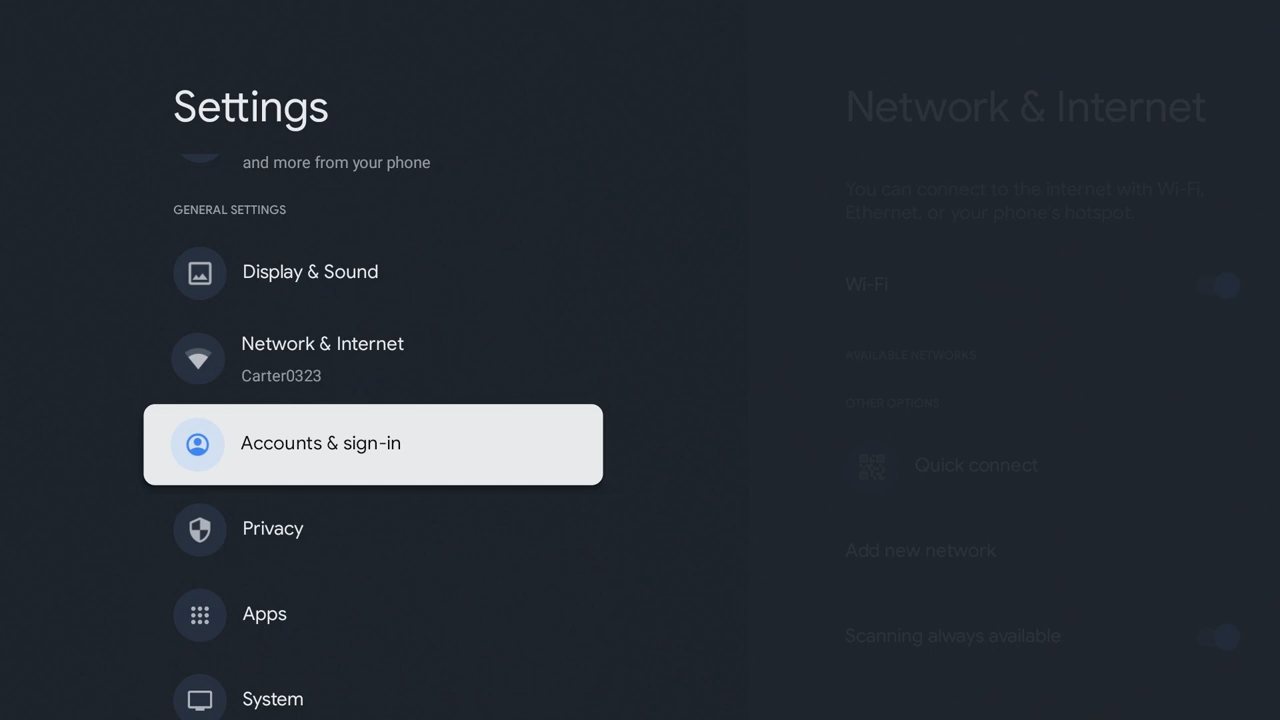 Settings
and more from your phone
GENERAL SETTINGS
Display & Sound
Network & Internet
Carter0323
Accounts & sign-in
Privacy
Apps
System
Network & Internet
You can connect to the internet with Wi-Fi,
Ethernet, or your phone's hotspot.
Wi-Fi
AVAILABLE NETWORKS
OTHER OPTIONS
Quick connect
Add new network
Scanning always available